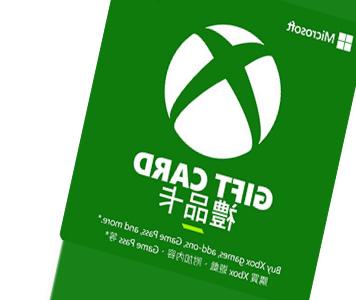 Microsoft
GIFT CARD
禮品卡
Buy Xbox games, add-ons, Game Pass, and more.*
購買 Xbox 遊戲、附加內容、Game Pass 等*